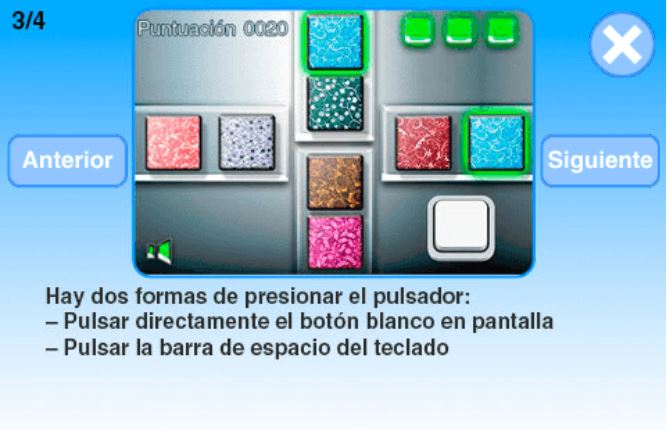 3/4
Puntuación 0020
Anterior
Siguiente
Hay dos formas de presionar el pulsador:
– Pulsar directamente el botón blanco en pantalla
– Pulsar la barra de espacio del teclado